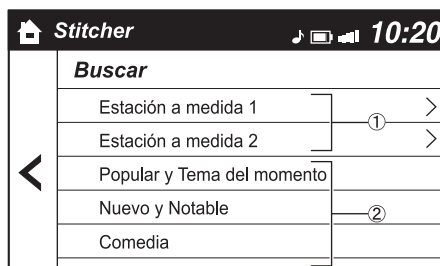 Stitcher 10:20
Buscar
Estación a medida 1
Estación a medida 2
①
Popular y Tema del momento
Nuevo y Notable
②
Comedia